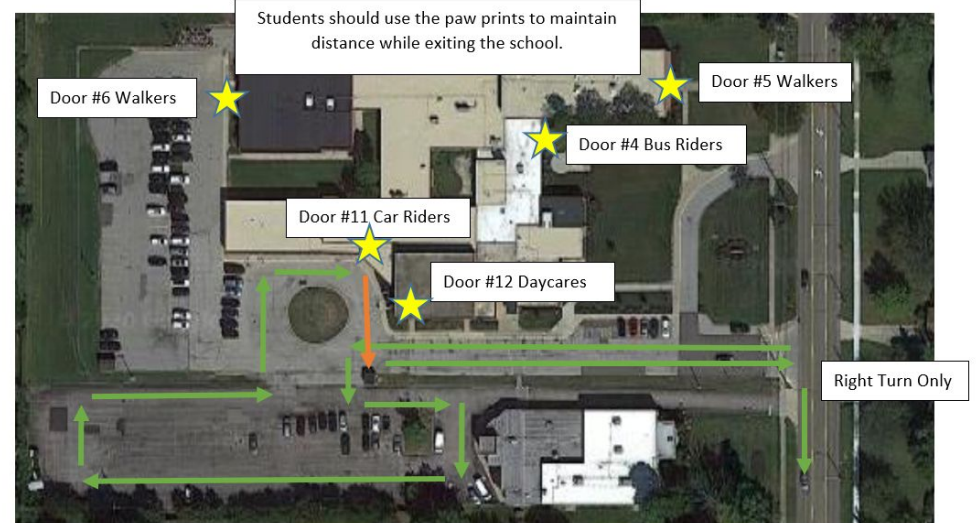 Students should use the paw prints to maintain
distance while exiting the school.
Door #6 Walkers
Door #5 Walkers
Door #4 Bus Riders
Door #11 Car Riders
Door #12 Daycares
Right Turn Only